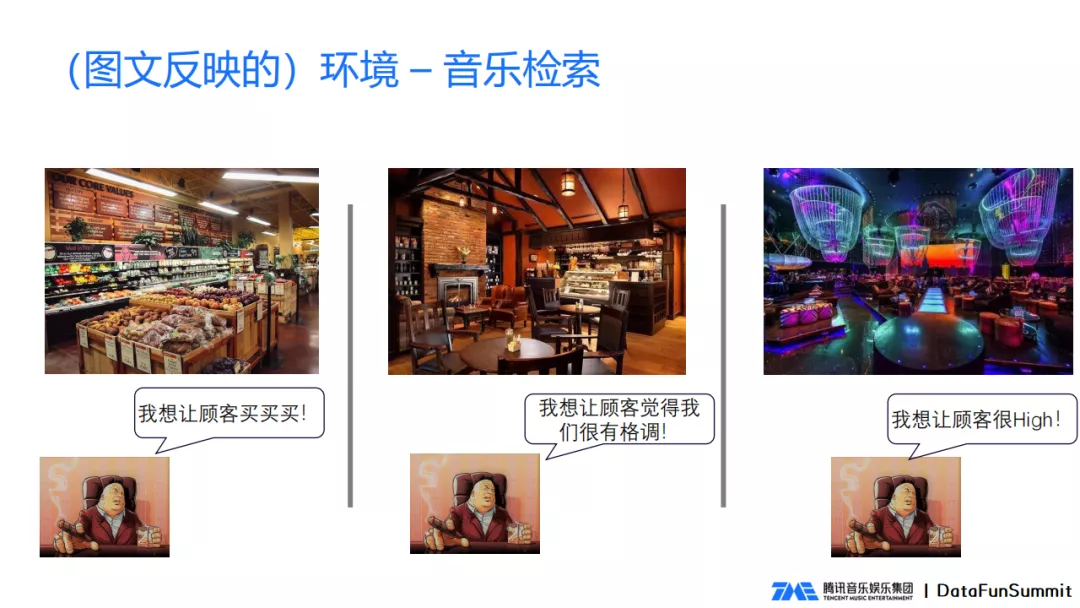 （图文反映的）环境 – 音乐检索
OUR CORE VALUES
我想让顾客买买买！
我想让顾客觉得我
们很有格调！
我想让顾客很High！
TME 腾讯音乐娱乐集团
TENCENT MUSIC ENTERTAINMENT
| DataFunSummit